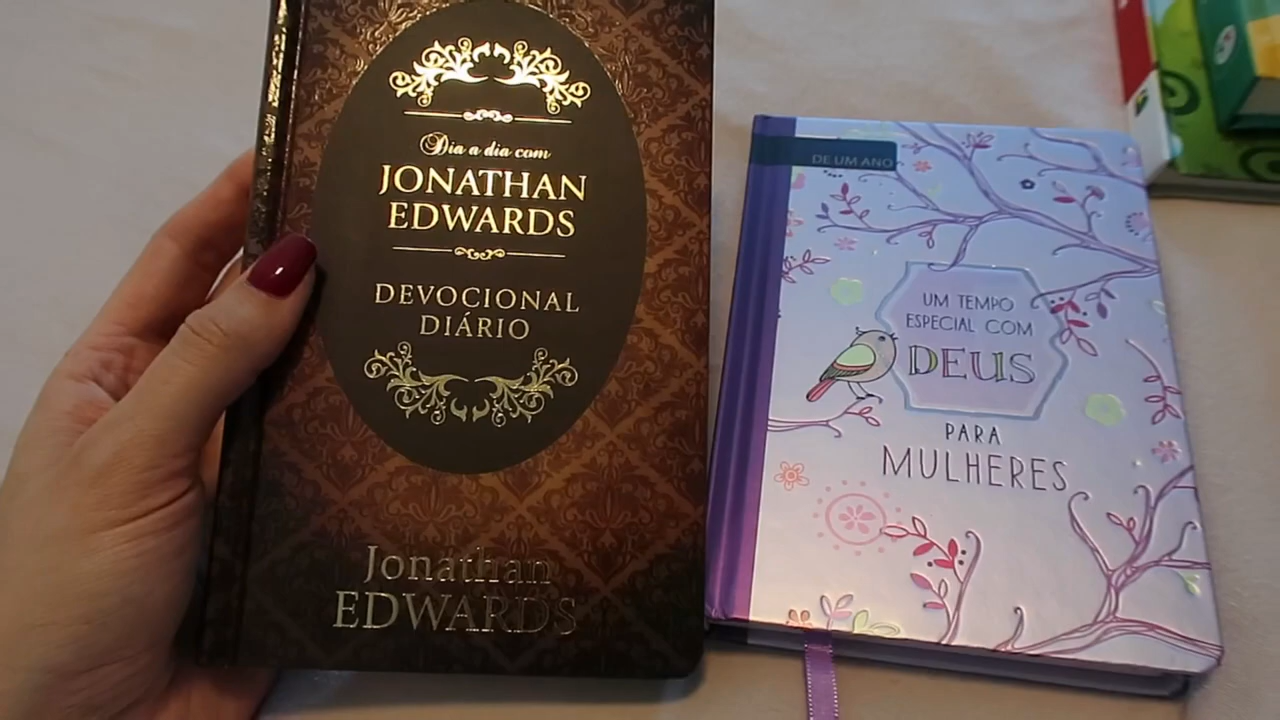 Dia a dia com
JONATHAN
EDWARDS
DEVOCIONAL
DIÁRIO
Jonathan
EDWARDS
DE UM ANO
UM TEMPO
ESPECIAL COM
DEUS
PARA
MULHERES